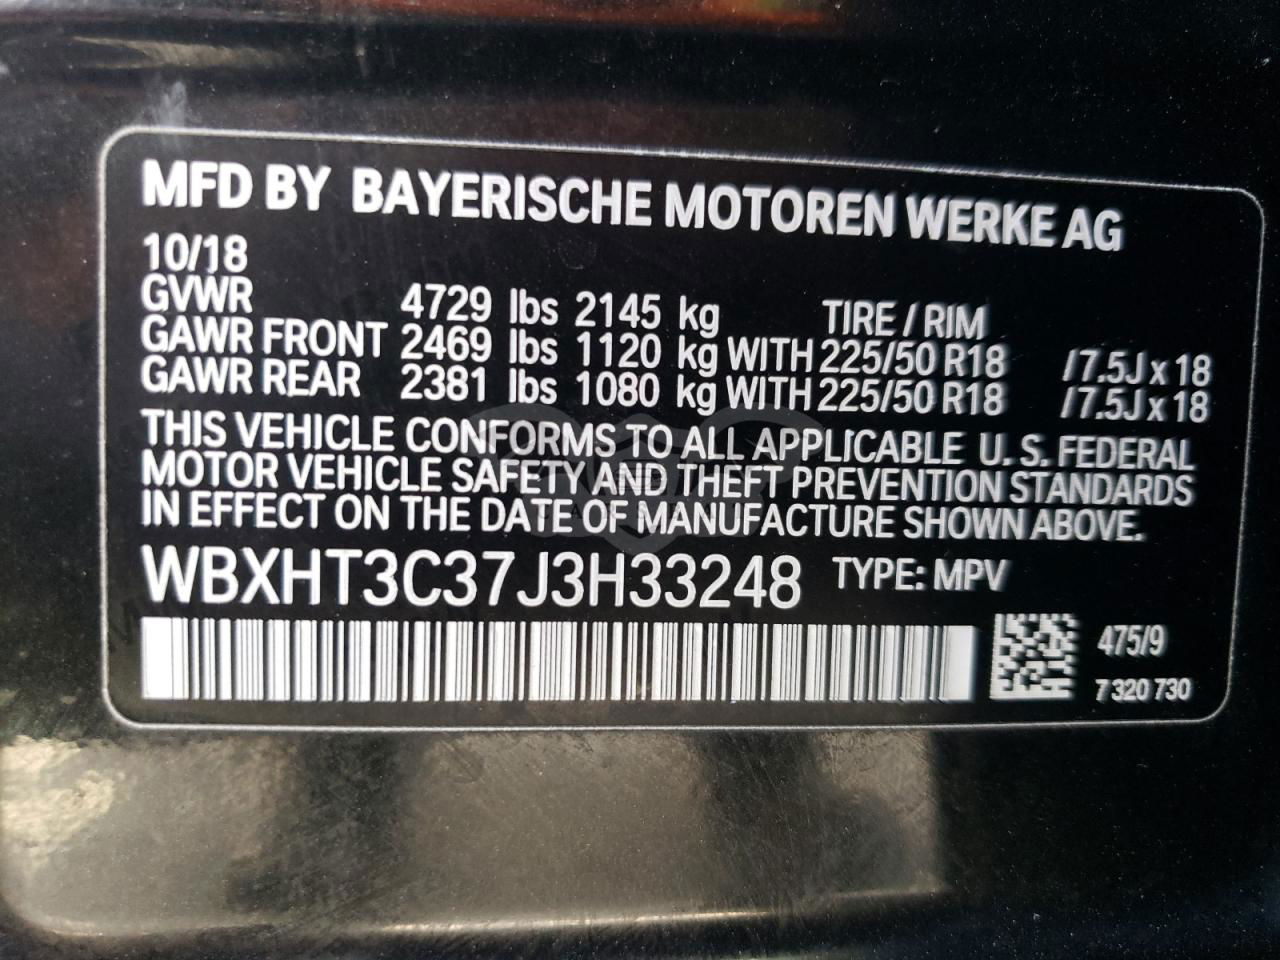 MFD BY BAYERISCHE MOTOREN WERKE AG
10/18
GVWR 4729 lbs 2145 kg TIRE / RIM
GAWR FRONT 2469 lbs 1120 kg WITH 225/50 R18 /7.5J x 18
GAWR REAR 2381 lbs 1080 kg WITH 225/50 R18 /7.5J x 18
THIS VEHICLE CONFORMS TO ALL APPLICABLE U. S. FEDERAL
MOTOR VEHICLE SAFETY AND THEFT PREVENTION STANDARDS
IN EFFECT ON THE DATE OF MANUFACTURE SHOWN ABOVE.
WBXHT3C37J3H33248 TYPE: MPV
475/9
7 320 730